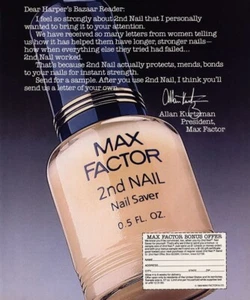 Dear Harper's Bazaar Reader:
I feel so strongly about 2nd Nail that I personally
wanted to bring it to your attention.
We have received so many letters from women telling
us how it has helped them have longer, stronger nails–
how when everything else they tried had failed...
2nd Nail worked.
That's because 2nd Nail actually protects, mends, bonds
to your nails for instant strength.
Send for a sample. After you use 2nd Nail, I think you'll
send us a letter of your own.
Allan Kurtzman
Allan Kurtzman
President,
Max Factor
MAX
FACTOR
2nd NAIL
Nail Saver
0.5 FL. OZ.
MAX FACTOR BONUS OFFER